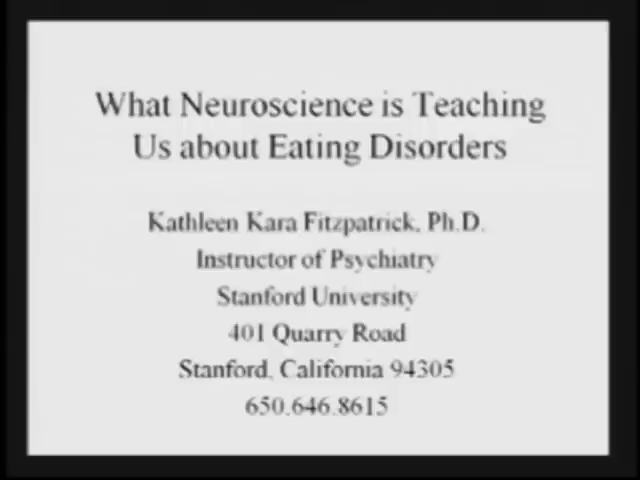 What Neuroscience is Teaching
Us about Eating Disorders
Kathleen Kara Fitzpatrick, Ph.D.
Instructor of Psychiatry
Stanford University
401 Quarry Road
Stanford, California 94305
650.646.8615